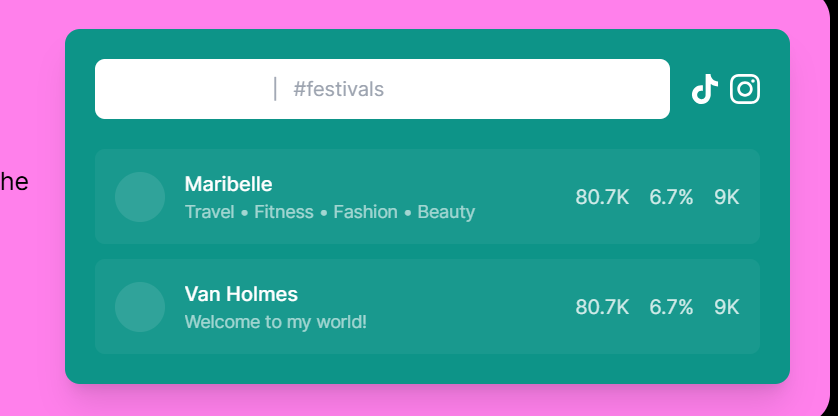 | #festivals
he
Maribelle
80.7K 6.7% 9K
Travel • Fitness • Fashion • Beauty
Van Holmes
80.7K 6.7% 9K
Welcome to my world!